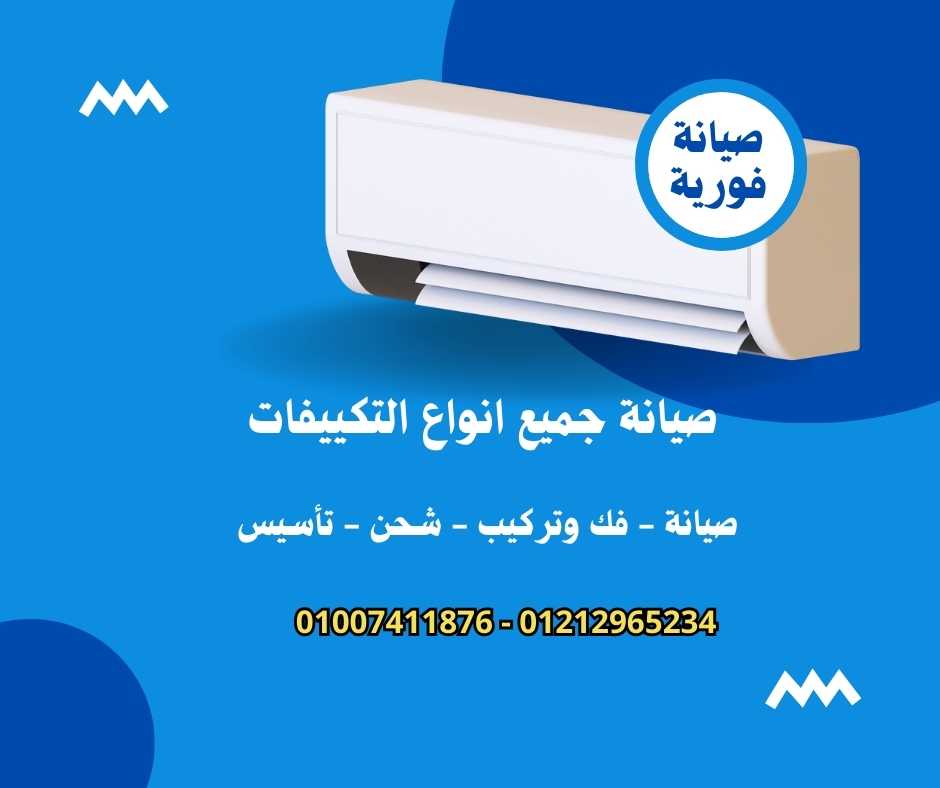 صيانة
فورية
صيانة جميع انواع التكييفات
صيانة - فك وتركيب - شحن - تأسيس
01007411876 - 01212965234